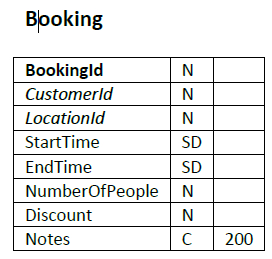 Booking
BookingId N
CustomerId N
LocationId N
StartTime SD
EndTime SD
NumberOfPeople N
Discount N
Notes C 200